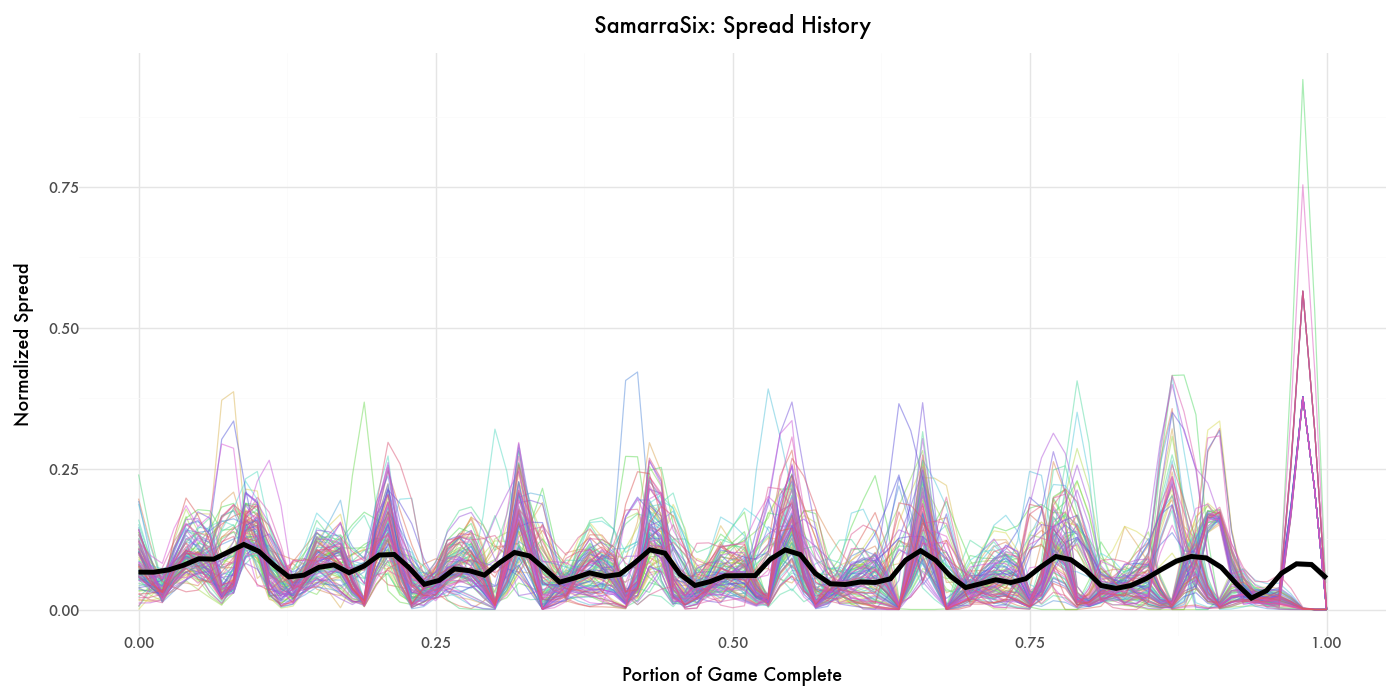 SamarraSix: Spread History
Normalized Spread
0.75
0.50
0.25
0.00
0.00 0.25 0.50 0.75 1.00
Portion of Game Complete